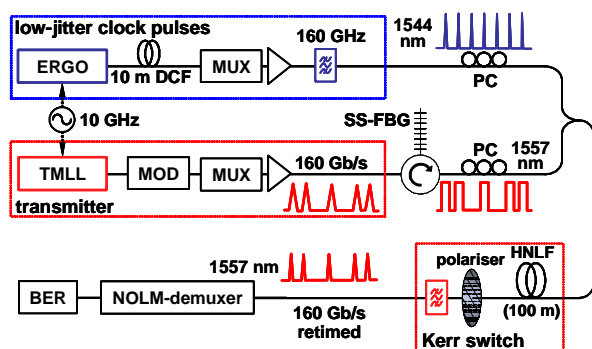 low-jitter clock pulses
ERGO
10 m DCF
MUX
160 GHz
1544
nm
PC
10 GHz
SS-FBG
PC
1557
nm
TMLL
MOD
MUX
160 Gb/s
transmitter
1557 nm
polariser
HNLF
BER
NOLM-demuxer
160 Gb/s
retimed
(100 m)
Kerr switch